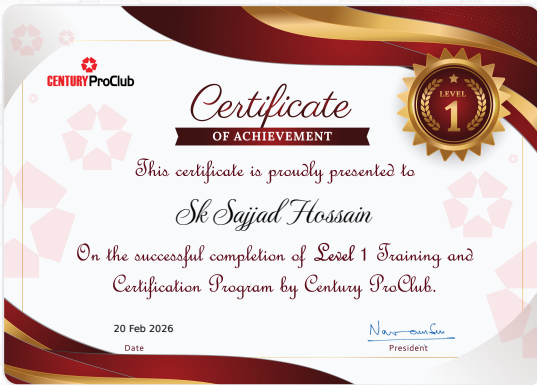 CENTURY ProClub
Certificate
OF ACHIEVEMENT
LEVEL
1
This certificate is proudly presented to
Sk Sajjad Hossain
On the successful completion of Level 1 Training and
Certification Program by Century ProClub.
20 Feb 2026
Date
President